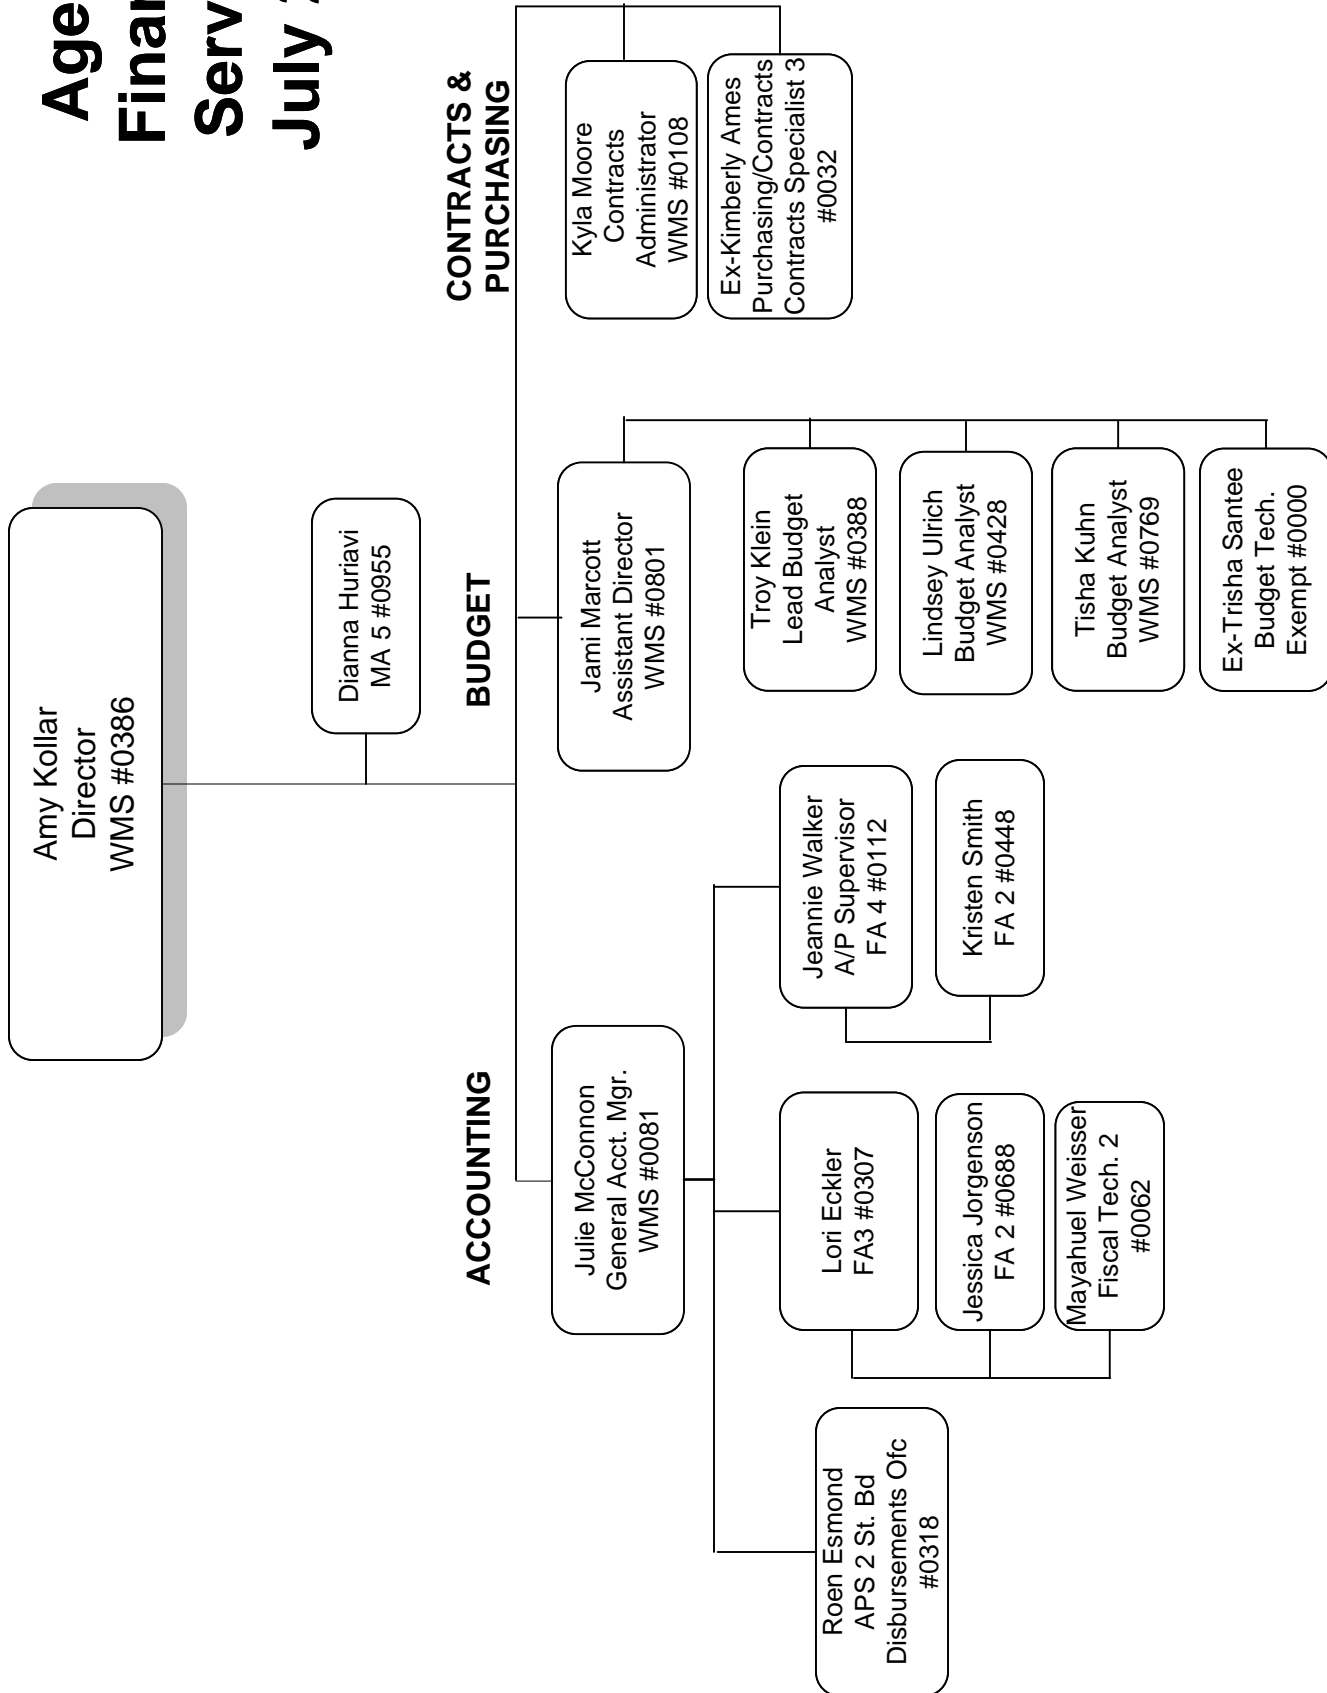 Age
Fina
Serv
July
Amy Kollar
Director
WMS #0386
Dianna Huriavi
MA 5 #0955
ACCOUNTING
BUDGET
CONTRACTS &
PURCHASING
Julie McConnon
General Acct. Mgr.
WMS #0081
Roen Esmond
APS 2 St. Bd
Disbursements Ofc
#0318
Lori Eckler
FA3 #0307
Jessica Jorgenson
FA 2 #0688
Mayahuel Weisser
Fiscal Tech. 2
#0062
Jeannie Walker
A/P Supervisor
FA 4 #0112
Kristen Smith
FA 2 #0448
Jami Marcott
Assistant Director
WMS #0801
Troy Klein
Lead Budget
Analyst
WMS #0388
Lindsey Ulrich
Budget Analyst
WMS #0428
Tisha Kuhn
Budget Analyst
WMS #0769
Ex-Trisha Santee
Budget Tech.
Exempt #0000
Kyla Moore
Contracts
Administrator
WMS #0108
Ex-Kimberly Ames
Purchasing/Contracts
Contracts Specialist 3
#0032